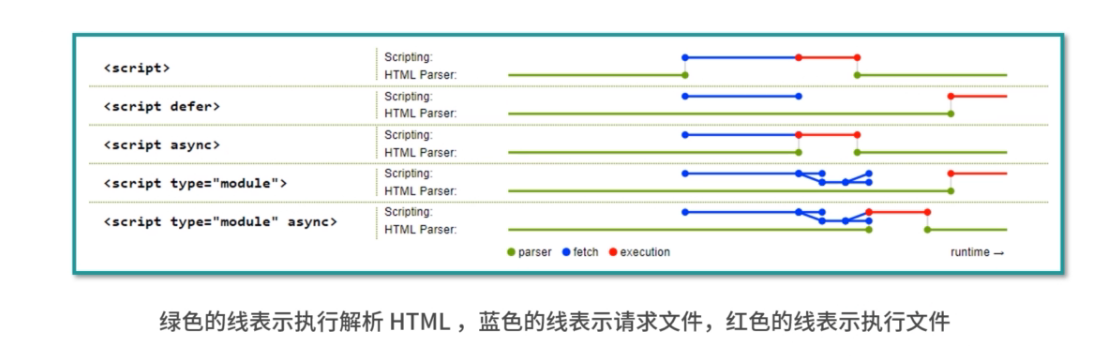 <script>
Scripting:
HTML Parser:
<script defer>
Scripting:
HTML Parser:
<script async>
Scripting:
HTML Parser:
<script type="module">
Scripting:
HTML Parser:
<script type="module" async>
Scripting:
HTML Parser:
parser fetch execution runtime →
绿色的线表示执行解析 HTML ，蓝色的线表示请求文件，红色的线表示执行文件